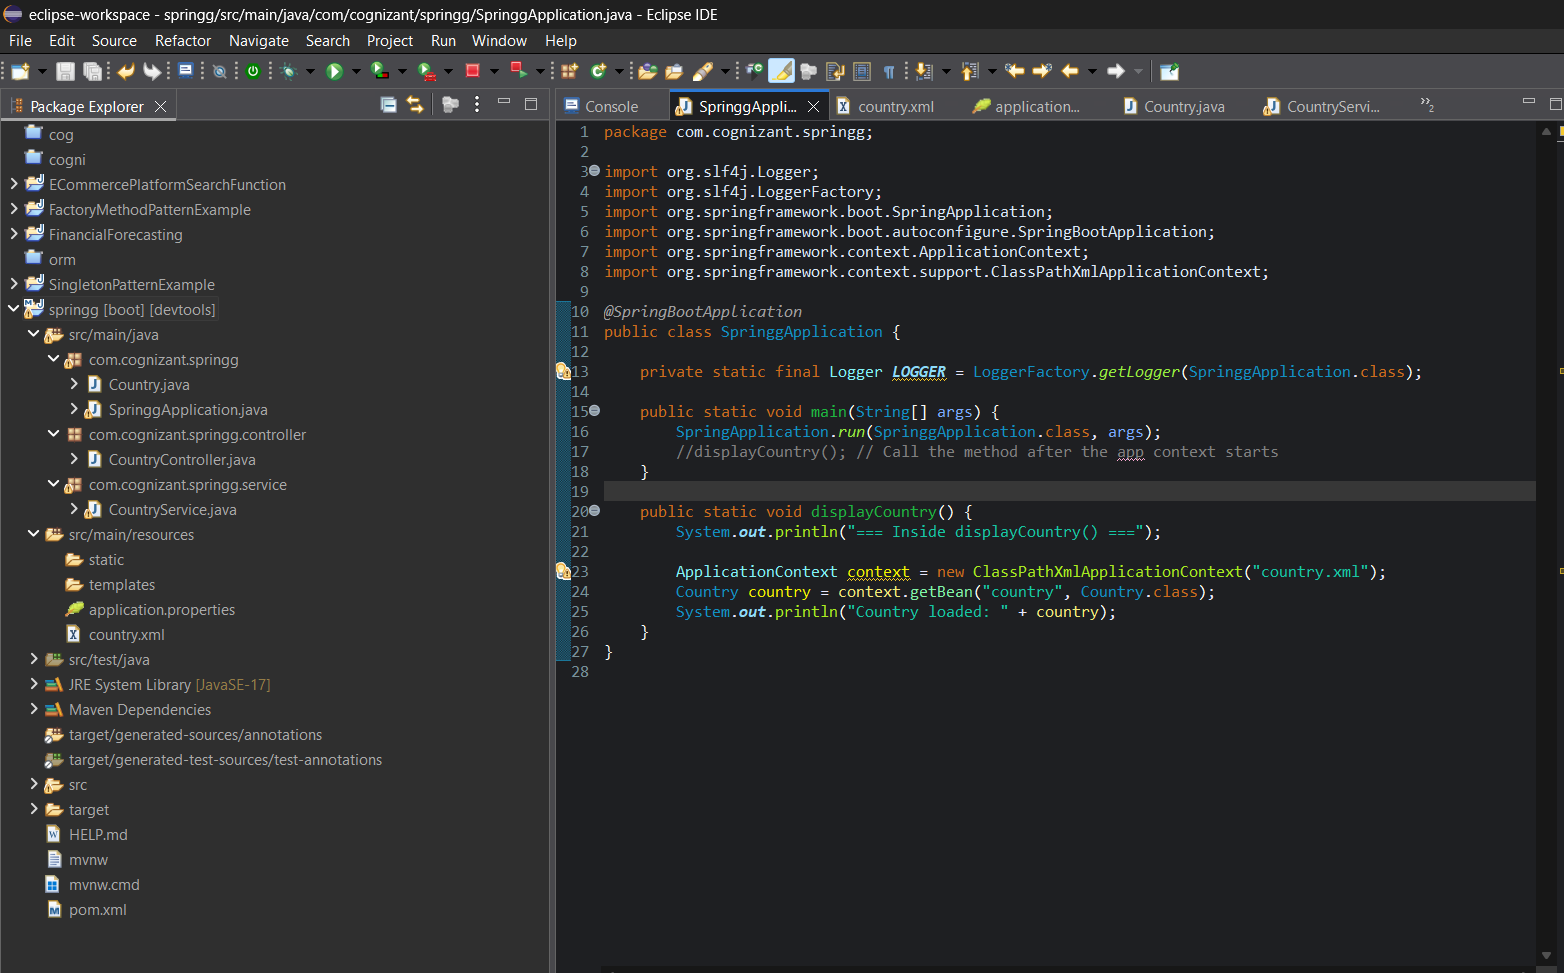 eclipse-workspace - springg/src/main/java/com/cognizant/springg/SpringgApplication.java - Eclipse IDE
File Edit Source Refactor Navigate Search Project Run Window Help
Package Explorer
cog
cogni
ECommercePlatformSearchFunction
FactoryMethodPatternExample
FinancialForecasting
orm
SingletonPatternExample
springg [boot] [devtools]
src/main/java
com.cognizant.springg
Country.java
SpringgApplication.java
com.cognizant.springg.controller
CountryController.java
com.cognizant.springg.service
CountryService.java
src/main/resources
static
templates
application.properties
country.xml
src/test/java
JRE System Library [JavaSE-17]
Maven Dependencies
target/generated-sources/annotations
target/generated-test-sources/test-annotations
src
target
HELP.md
mvnw
mvnw.cmd
pom.xml
Console SpringgAppli... country.xml application... Country.java CountryServi... »2
1 package com.cognizant.springg;
2
3 import org.slf4j.Logger;
4 import org.slf4j.LoggerFactory;
5 import org.springframework.boot.SpringApplication;
6 import org.springframework.boot.autoconfigure.SpringBootApplication;
7 import org.springframework.context.ApplicationContext;
8 import org.springframework.context.support.ClassPathXmlApplicationContext;
9
10 @SpringBootApplication
11 public class SpringgApplication {
12
13 private static final Logger LOGGER = LoggerFactory.getLogger(SpringgApplication.class);
14
15 public static void main(String[] args) {
16 SpringApplication.run(SpringgApplication.class, args);
17 //displayCountry(); // Call the method after the app context starts
18 }
19
20 public static void displayCountry() {
21 System.out.println("=== Inside displayCountry() ===");
22
23 ApplicationContext context = new ClassPathXmlApplicationContext("country.xml");
24 Country country = context.getBean("country", Country.class);
25 System.out.println("Country loaded: " + country);
26 }
27 }
28